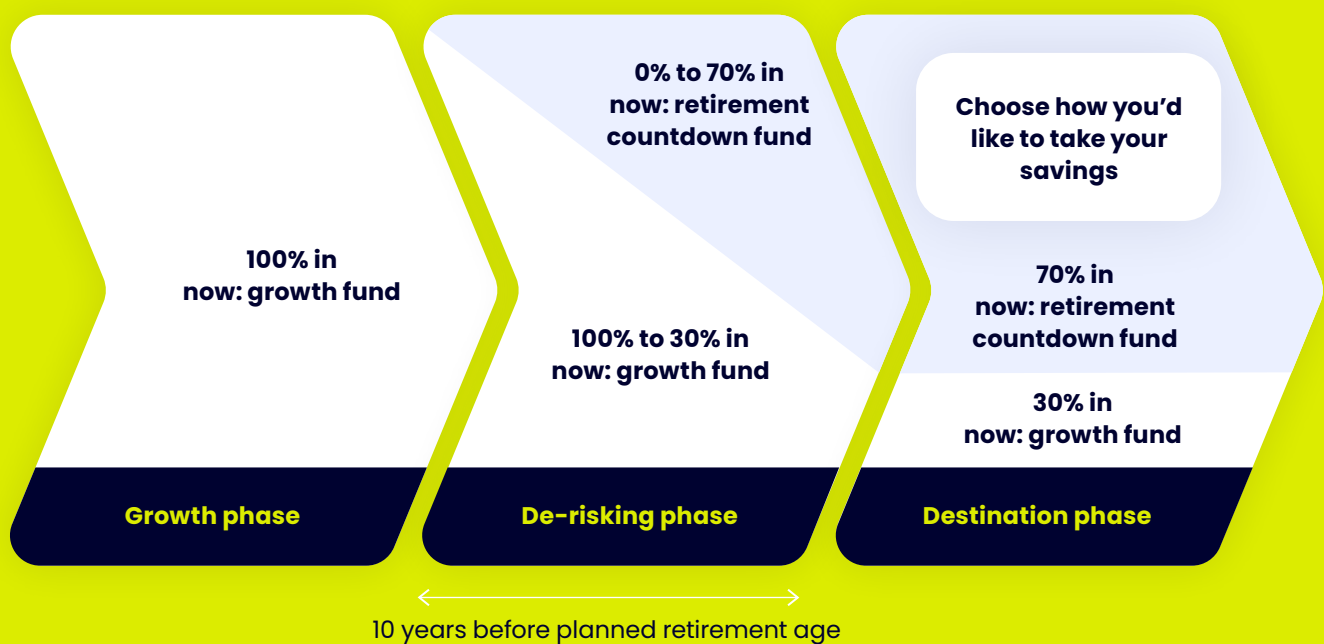 100% in
now: growth fund
Growth phase
0% to 70% in
now: retirement
countdown fund
100% to 30% in
now: growth fund
De-risking phase
Choose how you’d
like to take your
savings
70% in
now: retirement
countdown fund
30% in
now: growth fund
Destination phase
10 years before planned retirement age